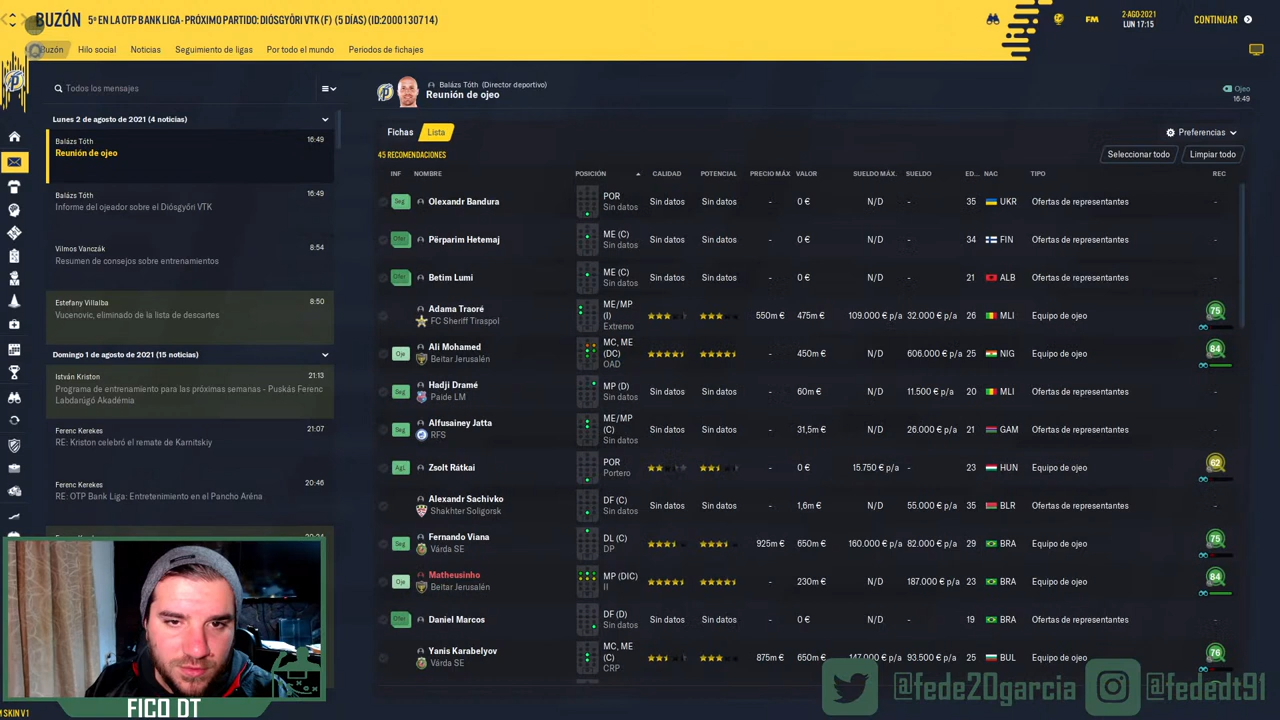 BUZÓN
5º EN LA OTP BANK LIGA - PRÓXIMO PARTIDO: DIÓSGYŐRI VTK (F) (5 DÍAS) (ID:2000130714)
FM
2-AGO-2021
LUN 17:15
CONTINUAR
Buzón Hilo social Noticias Seguimiento de ligas Por todo el mundo Periodos de fichajes
Todos los mensajes
Lunes 2 de agosto de 2021 (4 noticias)
Balázs Tóth 16:49
Reunión de ojeo
Balázs Tóth 16:49
Informe del ojeador sobre el Diósgyőri VTK
Vilmos Vanczák 8:54
Resumen de consejos sobre entrenamientos
Estefany Villalba 8:50
Vucenovic, eliminado de la lista de descartes
Domingo 1 de agosto de 2021 (15 noticias)
István Kriston 21:13
Programa de entrenamiento para las próximas semanas - Puskás Ferenc
Labdarúgó Akadémia
Ferenc Kerekes 21:07
RE: Kriston celebró el remate de Karnitskiy
Ferenc Kerekes 20:46
RE: OTP Bank Liga: Entretenimiento en el Pancho Aréna
Balázs Tóth (Director deportivo)
Reunión de ojeo
Ojeo
16:49
Fichas Lista
Preferencias
45 RECOMENDACIONES
Seleccionar todo Limpiar todo
INF NOMBRE POSICIÓN CALIDAD POTENCIAL PRECIO MÁX VALOR SUELDO MÁX. SUELDO ED... NAC TIPO REC
Seg Olexandr Bandura POR Sin datos Sin datos Sin datos - 0 € N/D - 35 UKR Ofertas de representantes -
Ofer Përparim Hetemaj ME (C) Sin datos Sin datos Sin datos - 0 € N/D - 34 FIN Ofertas de representantes -
Ofer Betim Lumi ME (C) Sin datos Sin datos Sin datos - 0 € N/D - 21 ALB Ofertas de representantes -
Adama Traoré FC Sheriff Tiraspol ME/MP (I) Extremo 550m € 475m € 109.000 € p/a 32.000 € p/a 26 MLI Equipo de ojeo 75
Oje Ali Mohamed Beitar Jerusalén MC, ME (DC) OAD - 450m € N/D 606.000 € p/a 25 NIG Equipo de ojeo 84
Seg Hadji Dramé Paide LM MP (D) Sin datos Sin datos Sin datos - 60m € N/D 11.500 € p/a 20 MLI Equipo de ojeo -
Seg Alfusainey Jatta RFS ME/MP (C) Sin datos Sin datos Sin datos - 31,5m € N/D 26.000 € p/a 21 GAM Equipo de ojeo -
AgL Zsolt Rátkai POR Portero - 0 € 15.750 € p/a - 23 HUN Equipo de ojeo 62
Alexandr Sachivko Shakhter Soligorsk DF (C) Sin datos Sin datos Sin datos - 1,6m € N/D 55.000 € p/a 35 BLR Ofertas de representantes -
Seg Fernando Viana Várda SE DL (C) DP 925m € 650m € 160.000 € p/a 82.000 € p/a 29 BRA Equipo de ojeo 75
Oje Matheusinho Beitar Jerusalén MP (DIC) II - 230m € N/D 187.000 € p/a 23 BRA Equipo de ojeo 84
Ofer Daniel Marcos DF (D) Sin datos Sin datos Sin datos - 0 € N/D - 19 BRA Ofertas de representantes -
Yanis Karabelyov Várda SE MC, ME (C) CRP 875m € 650m € 147.000 € p/a 93.500 € p/a 25 BUL Equipo de ojeo 76
FICO DT
M SKIN V1
@fede20garcia @fededt91